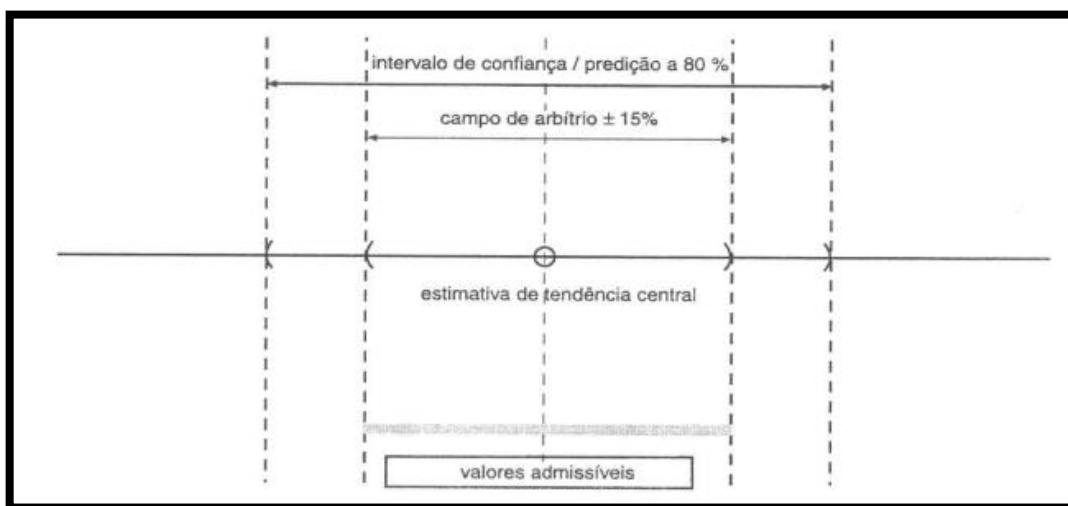 intervalo de confiança / predição a 80 %
campo de arbítrio ± 15%
estimativa de tendência central
valores admissíveis